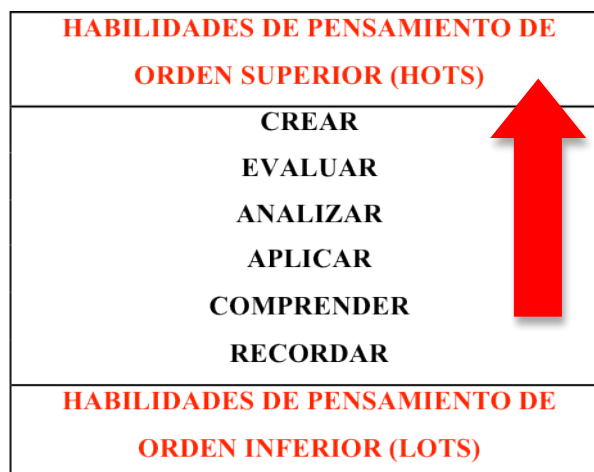 HABILIDADES DE PENSAMIENTO DE
ORDEN SUPERIOR (HOTS)
CREAR
EVALUAR
ANALIZAR
APLICAR
COMPRENDER
RECORDAR
HABILIDADES DE PENSAMIENTO DE
ORDEN INFERIOR (LOTS)